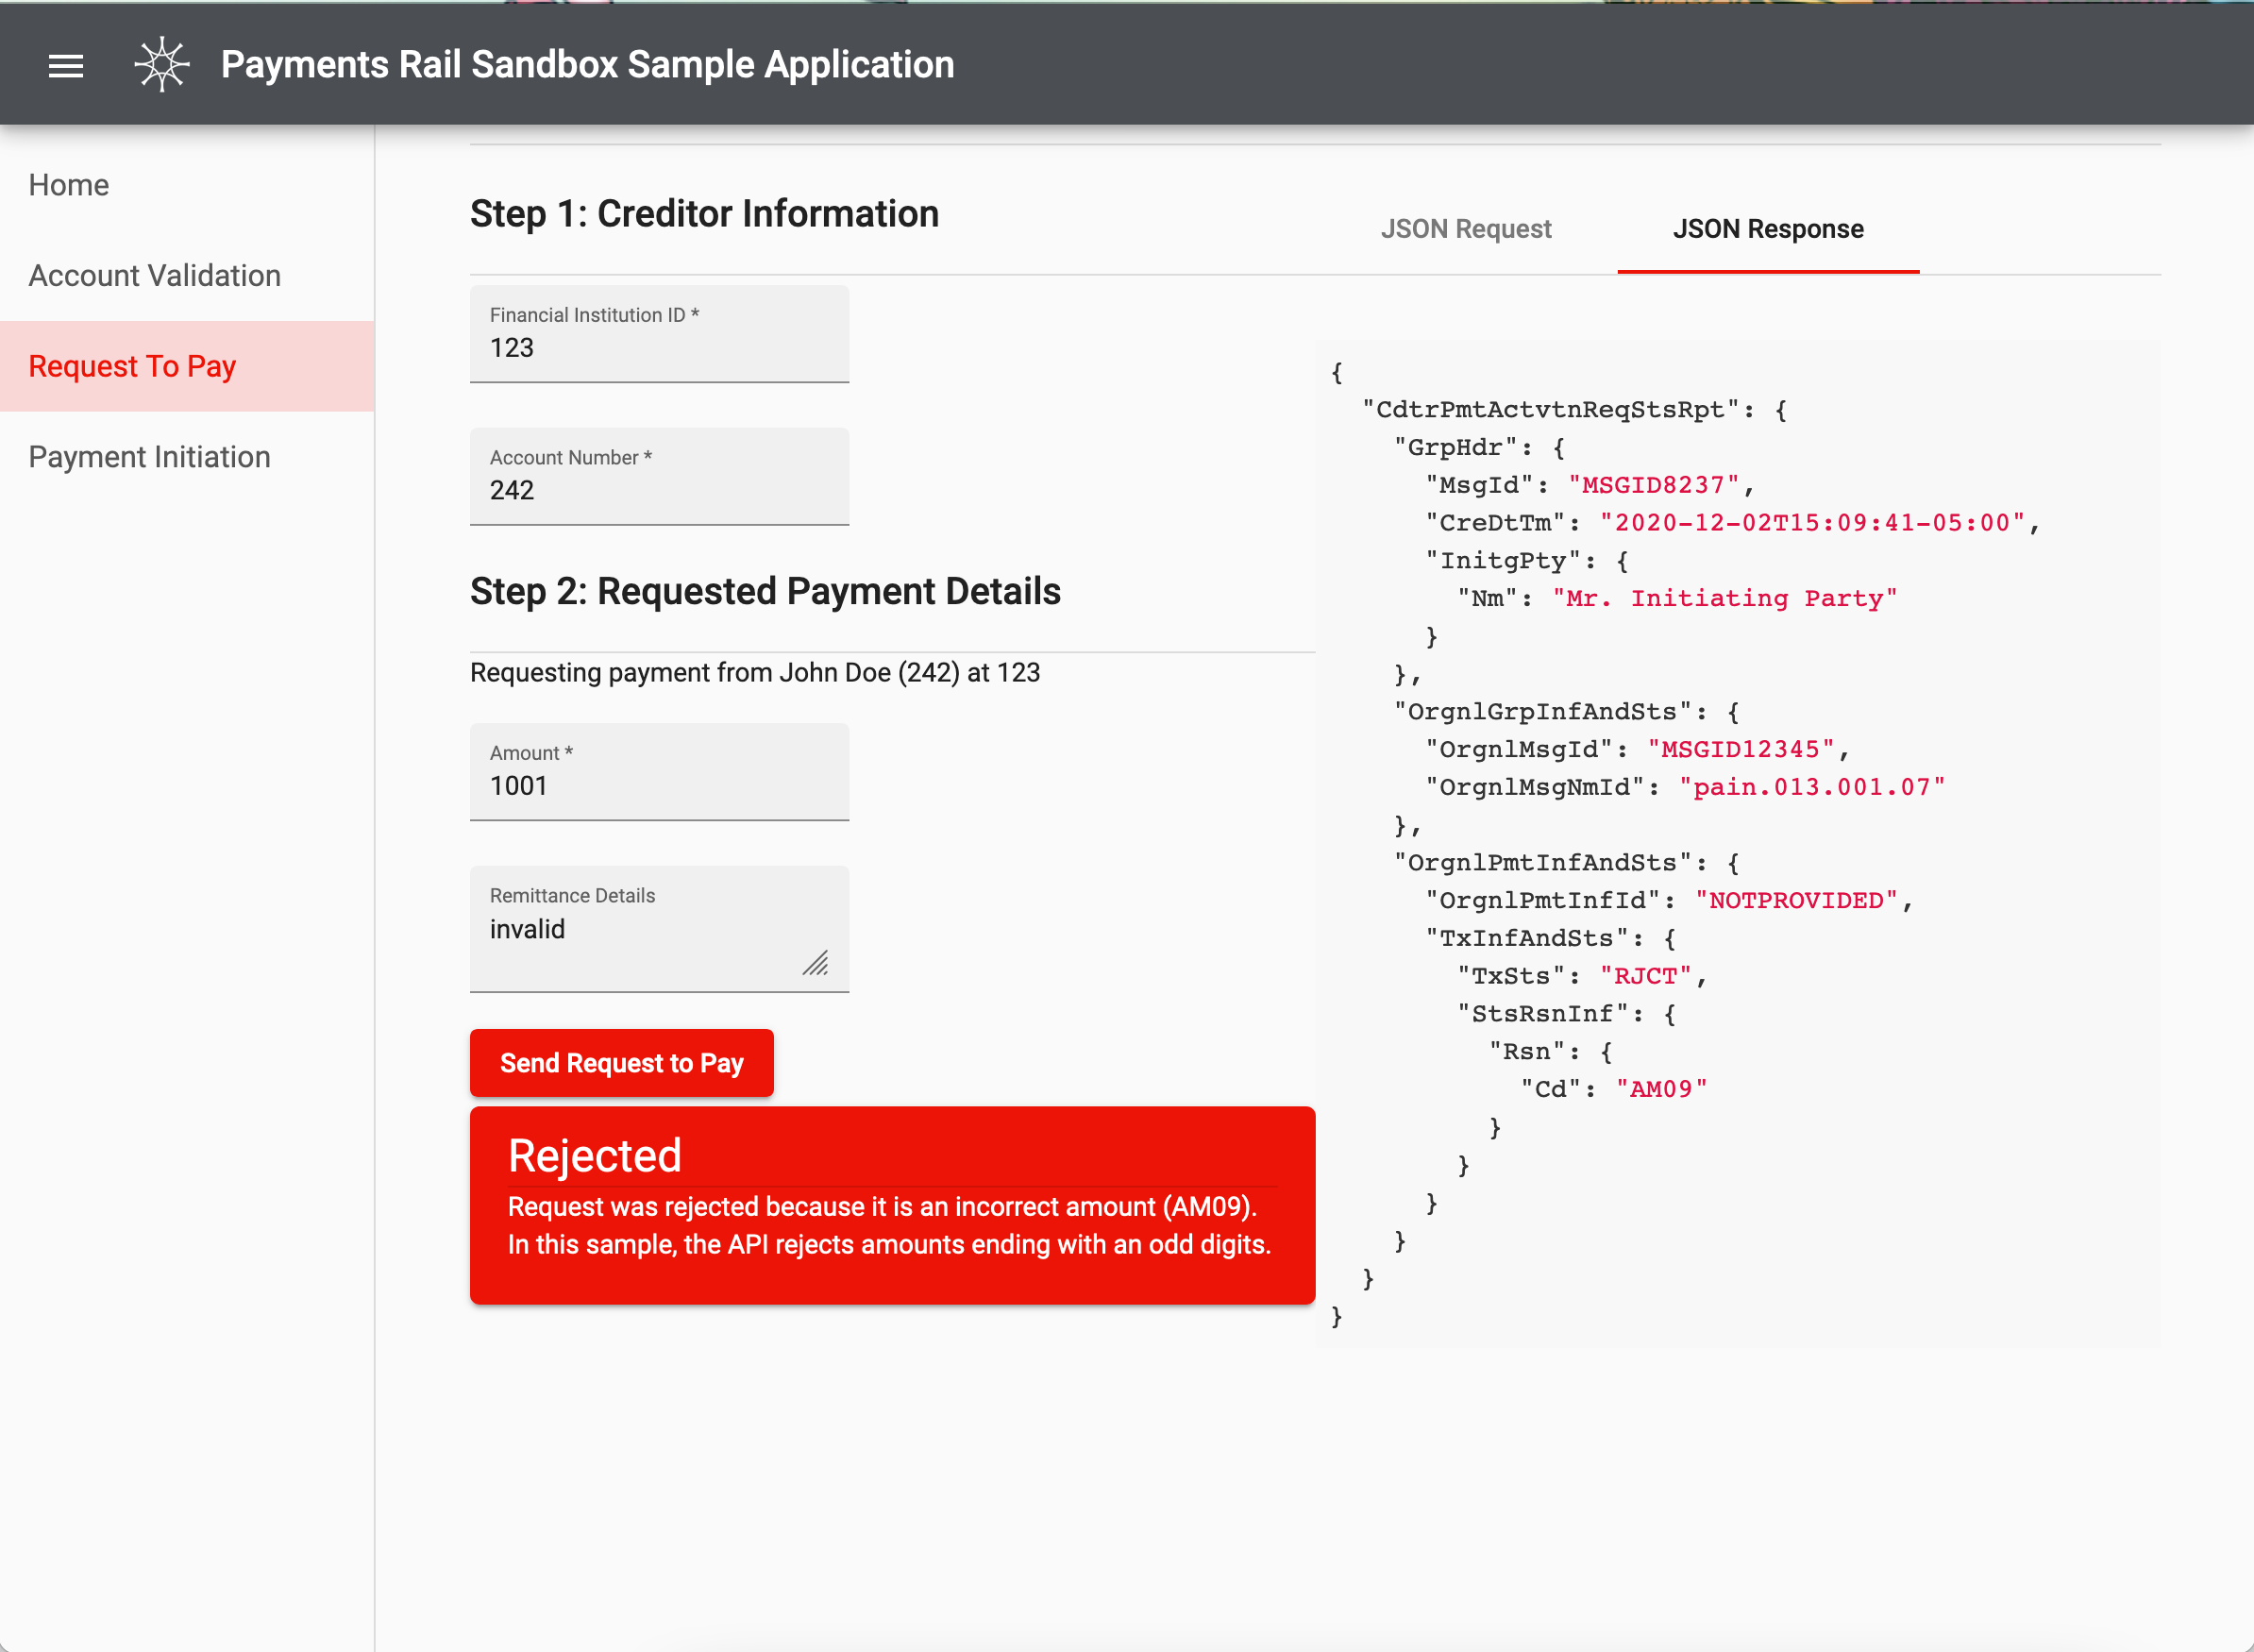 Payments Rail Sandbox Sample Application
Home
Account Validation
Request To Pay
Payment Initiation
Step 1: Creditor Information
Financial Institution ID *
123
Account Number *
242
Step 2: Requested Payment Details
Requesting payment from John Doe (242) at 123
Amount *
1001
Remittance Details
invalid
Send Request to Pay
Rejected
Request was rejected because it is an incorrect amount (AM09).
In this sample, the API rejects amounts ending with an odd digits.
JSON Request
JSON Response
{
"CdtrPmtActvtnReqStsRpt": {
"GrpHdr": {
"MsgId": "MSGID8237",
"CreDtTm": "2020-12-02T15:09:41-05:00",
"InitgPty": {
"Nm": "Mr. Initiating Party"
}
},
"OrgnlGrpInfAndSts": {
"OrgnlMsgId": "MSGID12345",
"OrgnlMsgNmId": "pain.013.001.07"
},
"OrgnlPmtInfAndSts": {
"OrgnlPmtInfId": "NOTPROVIDED",
"TxInfAndSts": {
"TxSts": "RJCT",
"StsRsnInf": {
"Rsn": {
"Cd": "AM09"
}
}
}
}
}
}